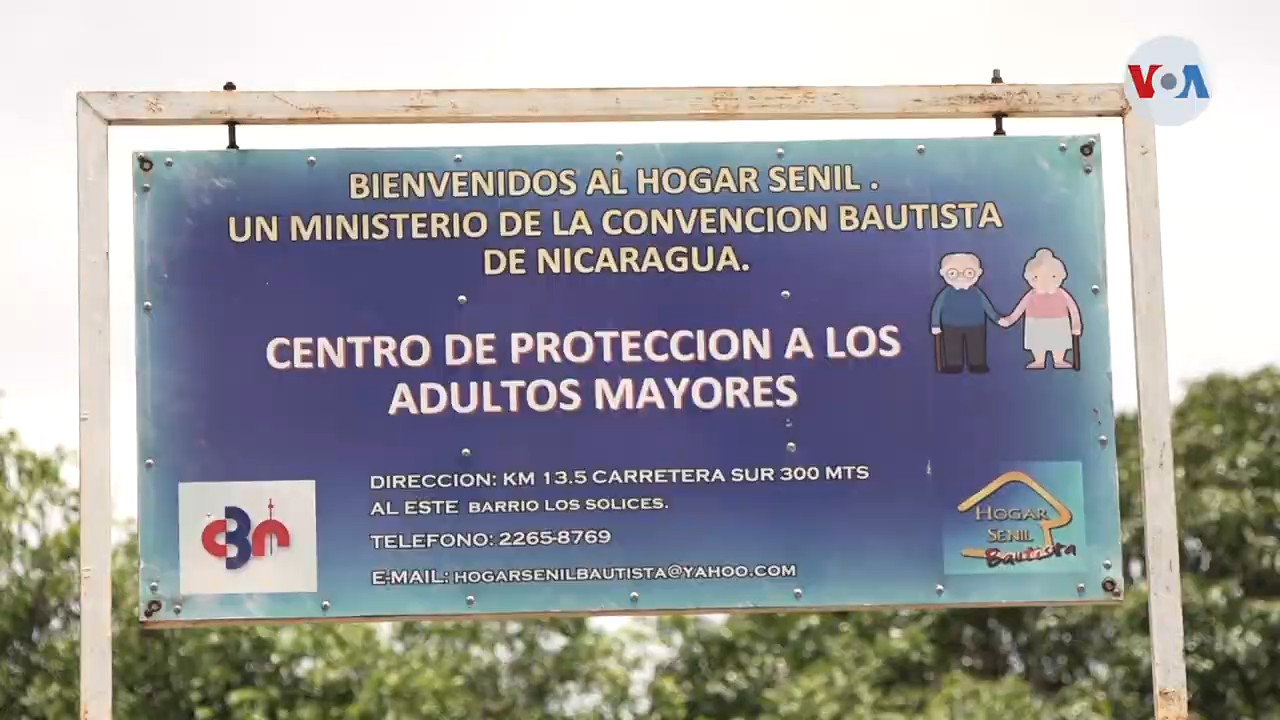 VOA
BIENVENIDOS AL HOGAR SENIL .
UN MINISTERIO DE LA CONVENCION BAUTISTA
DE NICARAGUA.
CENTRO DE PROTECCION A LOS
ADULTOS MAYORES
DIRECCION: KM 13.5 CARRETERA SUR 300 MTS
AL ESTE BARRIO LOS SOLICES.
TELEFONO: 2265-8769
E-MAIL: HOGARSENILBAUTISTA@YAHOO.COM
CBN
HOGAR
SENIL
Bautista